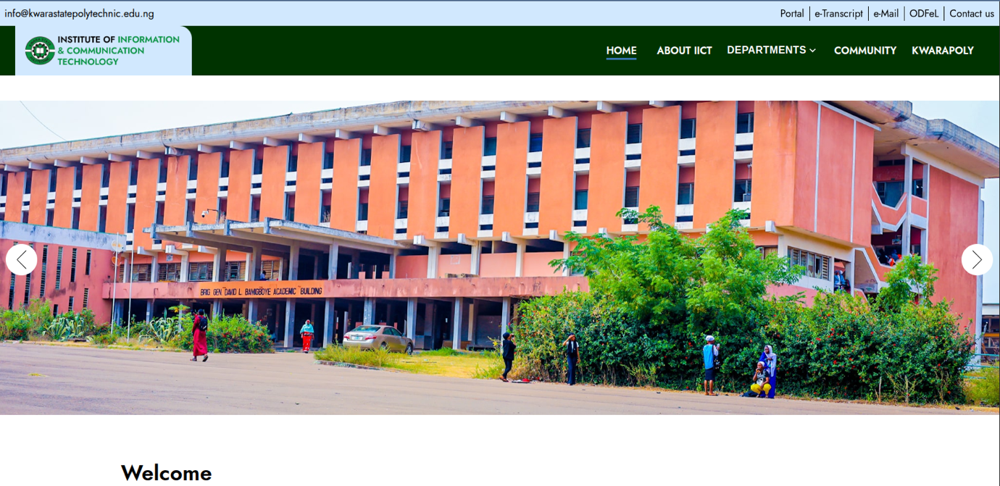 info@kwarastatepolytechnic.edu.ng
Portal
e-Transcript
e-Mail
ODFeL
Contact us
INSTITUTE OF INFORMATION
& COMMUNICATION
TECHNOLOGY
HOME
ABOUT IICT
DEPARTMENTS
COMMUNITY
KWARAPOLY
BRIG. GEN. DAVID L. BAMIGBOYE ACADEMIC BUILDING
Welcome